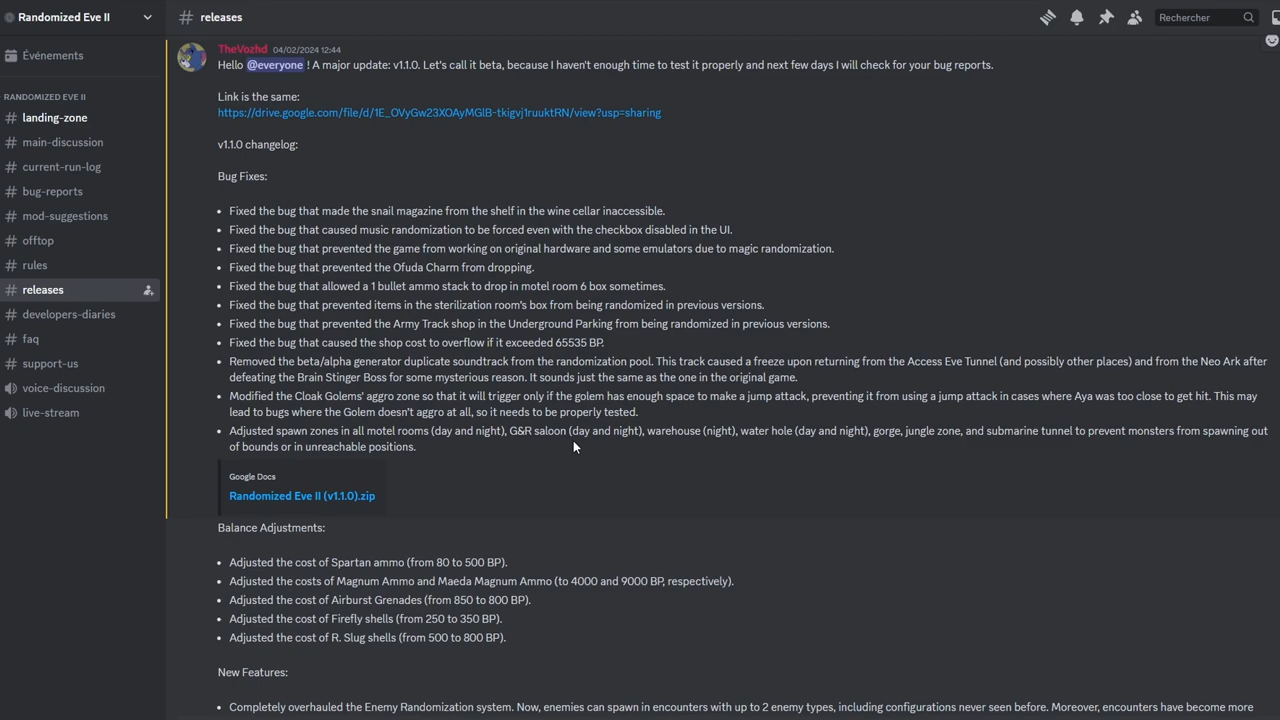 Randomized Eve II
Événements
RANDOMIZED EVE II
# landing-zone
# main-discussion
# current-run-log
# bug-reports
# mod-suggestions
# offtop
# rules
# releases
# developers-diaries
# faq
# support-us
voice-discussion
live-stream
# releases
Rechercher
TheVozhd 04/02/2024 12:44
Hello @everyone ! A major update: v1.1.0. Let's call it beta, because I haven't enough time to test it properly and next few days I will check for your bug reports.
Link is the same:
https://drive.google.com/file/d/1E_OVyGw23XOAyMGlB-tkigvj1ruuktRN/view?usp=sharing
v1.1.0 changelog:
Bug Fixes:
• Fixed the bug that made the snail magazine from the shelf in the wine cellar inaccessible.
• Fixed the bug that caused music randomization to be forced even with the checkbox disabled in the UI.
• Fixed the bug that prevented the game from working on original hardware and some emulators due to magic randomization.
• Fixed the bug that prevented the Ofuda Charm from dropping.
• Fixed the bug that allowed a 1 bullet ammo stack to drop in motel room 6 box sometimes.
• Fixed the bug that prevented items in the sterilization room's box from being randomized in previous versions.
• Fixed the bug that prevented the Army Track shop in the Underground Parking from being randomized in previous versions.
• Fixed the bug that caused the shop cost to overflow if it exceeded 65535 BP.
• Removed the beta/alpha generator duplicate soundtrack from the randomization pool. This track caused a freeze upon returning from the Access Eve Tunnel (and possibly other places) and from the Neo Ark after
defeating the Brain Stinger Boss for some mysterious reason. It sounds just the same as the one in the original game.
• Modified the Cloak Golems' aggro zone so that it will trigger only if the golem has enough space to make a jump attack, preventing it from using a jump attack in cases where Aya was too close to get hit. This may
lead to bugs where the Golem doesn't aggro at all, so it needs to be properly tested.
• Adjusted spawn zones in all motel rooms (day and night), G&R saloon (day and night), warehouse (night), water hole (day and night), gorge, jungle zone, and submarine tunnel to prevent monsters from spawning out
of bounds or in unreachable positions.
Google Docs
Randomized Eve II (v1.1.0).zip
Balance Adjustments:
• Adjusted the cost of Spartan ammo (from 80 to 500 BP).
• Adjusted the costs of Magnum Ammo and Maeda Magnum Ammo (to 4000 and 9000 BP, respectively).
• Adjusted the cost of Airburst Grenades (from 850 to 800 BP).
• Adjusted the cost of Firefly shells (from 250 to 350 BP).
• Adjusted the cost of R. Slug shells (from 500 to 800 BP).
New Features:
• Completely overhauled the Enemy Randomization system. Now, enemies can spawn in encounters with up to 2 enemy types, including configurations never seen before. Moreover, encounters have become more